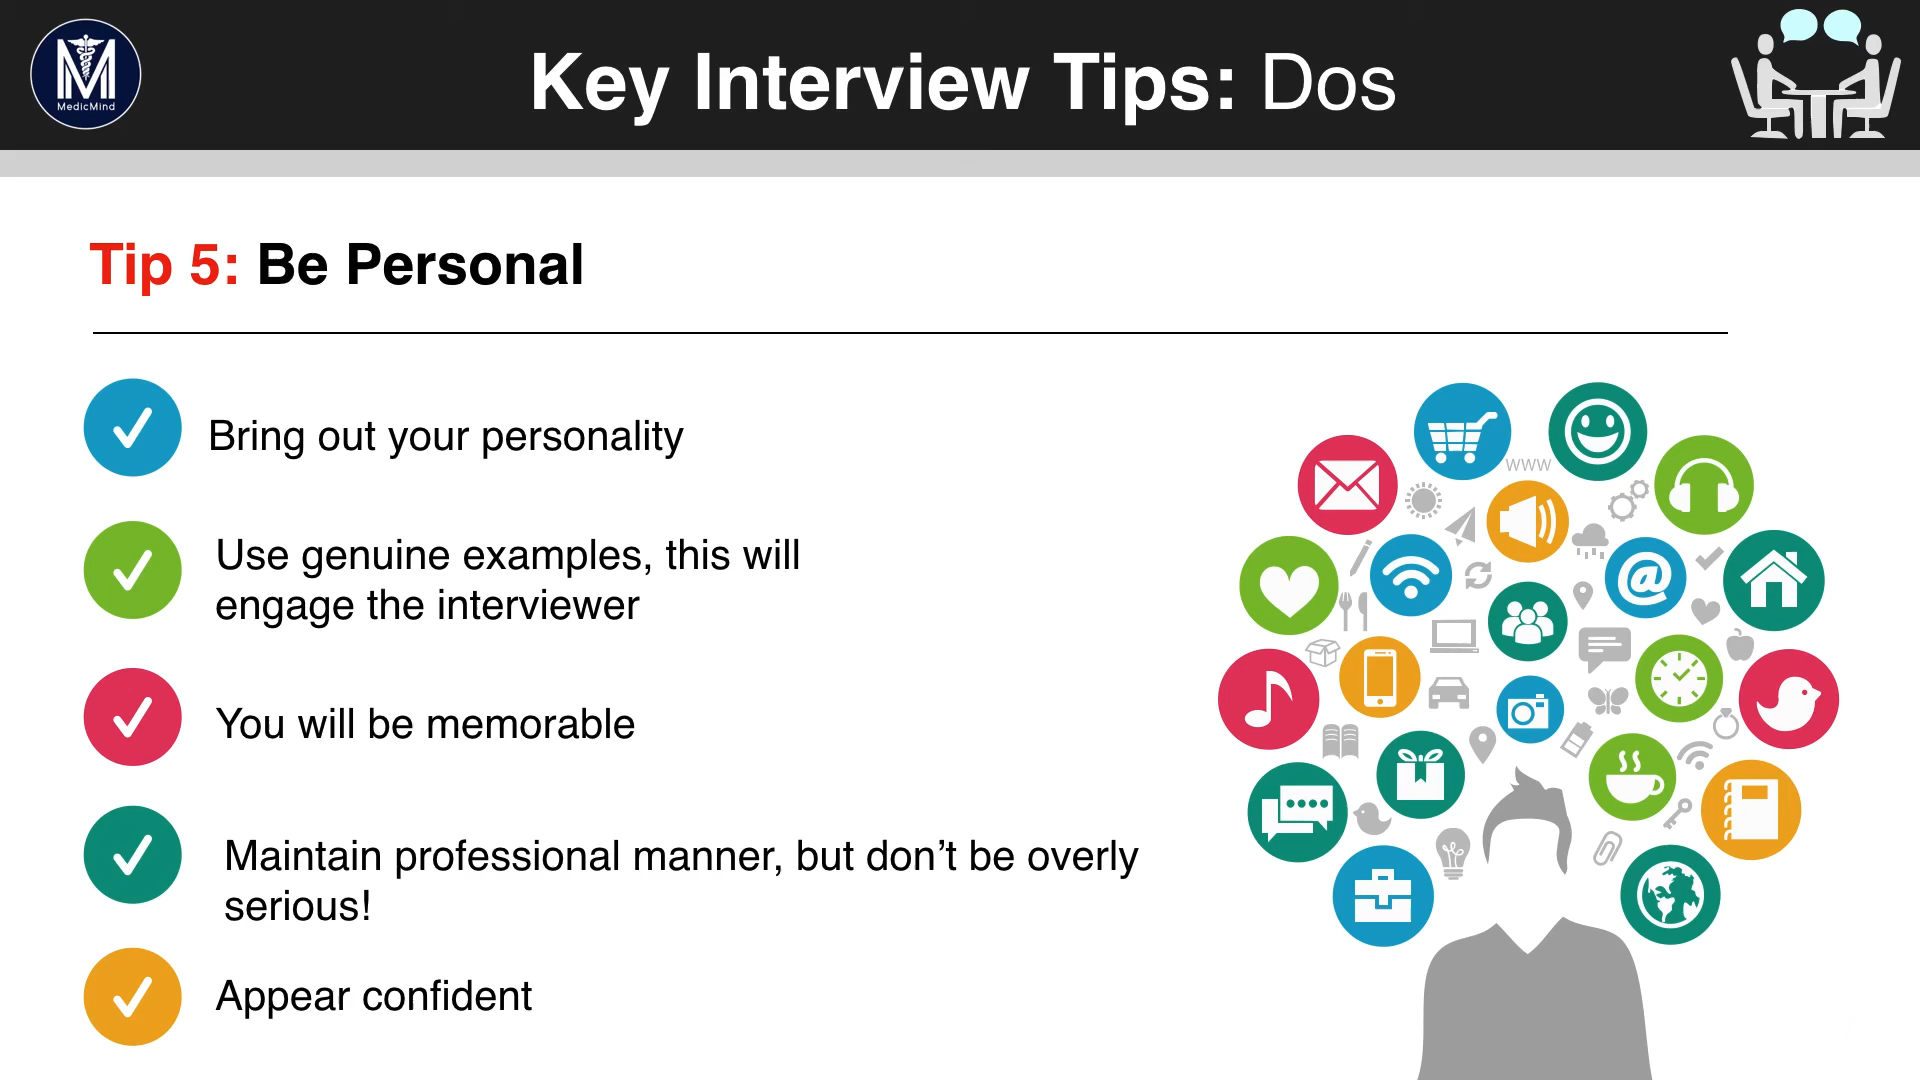 MedicMind
Key Interview Tips: Dos
Tip 5: Be Personal
Bring out your personality
Use genuine examples, this will
engage the interviewer
You will be memorable
Maintain professional manner, but don’t be overly
serious!
Appear confident
www
@